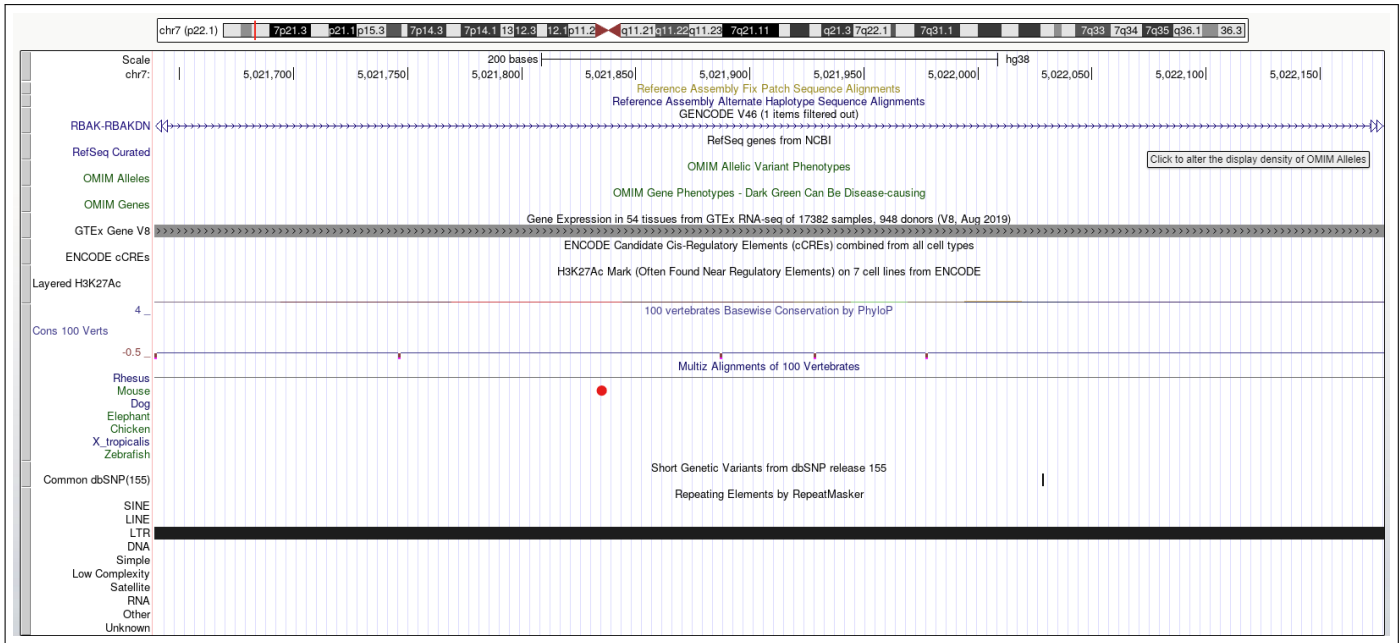 chr7 (p22.1) 7p21.3 p21.1 p15.3 7p14.3 7p14.1 13 12.3 12.1 p11.2 q11.21 q11.22 q11.23 7q21.11 q21.3 7q22.1 7q31.1 7q33 7q34 7q35 q36.1 36.3
Scale 200 bases hg38
chr7: 5,021,700 5,021,750 5,021,800 5,021,850 5,021,900 5,021,950 5,022,000 5,022,050 5,022,100 5,022,150
Reference Assembly Fix Patch Sequence Alignments
Reference Assembly Alternate Haplotype Sequence Alignments
GENCODE V46 (1 items filtered out)
RBAK-RBAKDN
RefSeq genes from NCBI
RefSeq Curated
Click to alter the display density of OMIM Alleles
OMIM Allelic Variant Phenotypes
OMIM Alleles
OMIM Gene Phenotypes - Dark Green Can Be Disease-causing
OMIM Genes
Gene Expression in 54 tissues from GTEx RNA-seq of 17382 samples, 948 donors (V8, Aug 2019)
GTEx Gene V8
ENCODE Candidate Cis-Regulatory Elements (cCREs) combined from all cell types
ENCODE cCREs
H3K27Ac Mark (Often Found Near Regulatory Elements) on 7 cell lines from ENCODE
Layered H3K27Ac
4 _ 100 vertebrates Basewise Conservation by PhyloP
Cons 100 Verts
-0.5 _
Multiz Alignments of 100 Vertebrates
Rhesus
Mouse
Dog
Elephant
Chicken
X_tropicalis
Zebrafish
Short Genetic Variants from dbSNP release 155
Common dbSNP(155)
Repeating Elements by RepeatMasker
SINE
LINE
LTR
DNA
Simple
Low Complexity
Satellite
RNA
Other
Unknown